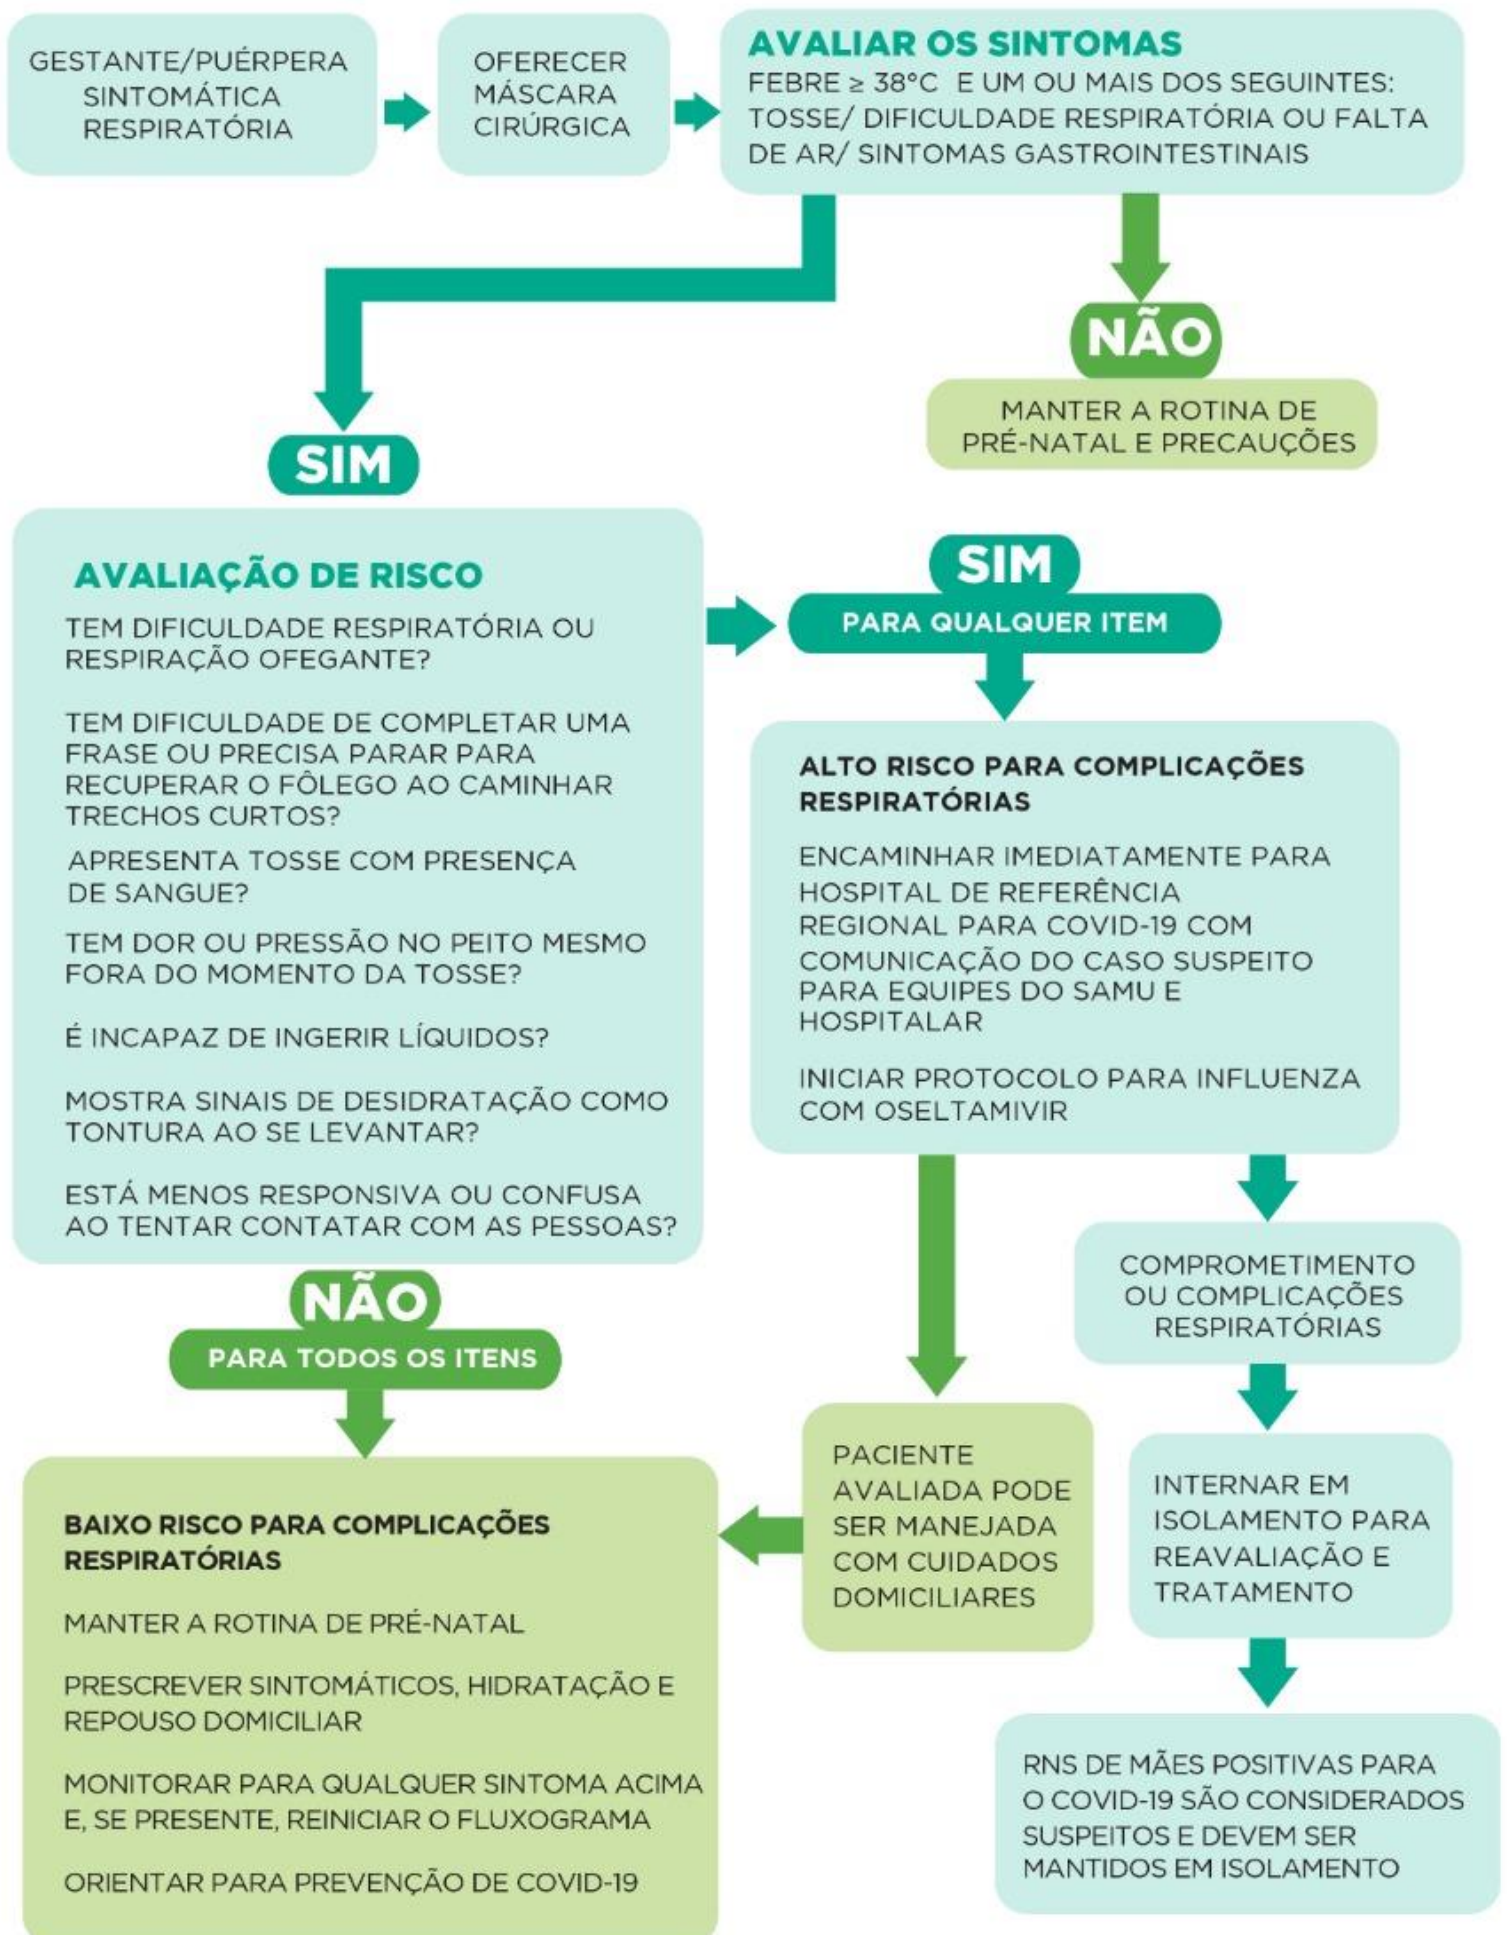 GESTANTE/PUÉRPERA
SINTOMÁTICA
RESPIRATÓRIA
OFERECER
MÁSCARA
CIRÚRGICA
AVALIAR OS SINTOMAS
FEBRE ≥ 38°C E UM OU MAIS DOS SEGUINTES:
TOSSE/ DIFICULDADE RESPIRATÓRIA OU FALTA
DE AR/ SINTOMAS GASTROINTESTINAIS
NÃO
MANTER A ROTINA DE
PRÉ-NATAL E PRECAUÇÕES
SIM
AVALIAÇÃO DE RISCO
TEM DIFICULDADE RESPIRATÓRIA OU
RESPIRAÇÃO OFEGANTE?
TEM DIFICULDADE DE COMPLETAR UMA
FRASE OU PRECISA PARAR PARA
RECUPERAR O FÔLEGO AO CAMINHAR
TRECHOS CURTOS?
APRESENTA TOSSE COM PRESENÇA
DE SANGUE?
TEM DOR OU PRESSÃO NO PEITO MESMO
FORA DO MOMENTO DA TOSSE?
É INCAPAZ DE INGERIR LÍQUIDOS?
MOSTRA SINAIS DE DESIDRATAÇÃO COMO
TONTURA AO SE LEVANTAR?
ESTÁ MENOS RESPONSIVA OU CONFUSA
AO TENTAR CONTATAR COM AS PESSOAS?
SIM
PARA QUALQUER ITEM
ALTO RISCO PARA COMPLICAÇÕES
RESPIRATÓRIAS
ENCAMINHAR IMEDIATAMENTE PARA
HOSPITAL DE REFERÊNCIA
REGIONAL PARA COVID-19 COM
COMUNICAÇÃO DO CASO SUSPEITO
PARA EQUIPES DO SAMU E
HOSPITALAR
INICIAR PROTOCOLO PARA INFLUENZA
COM OSELTAMIVIR
NÃO
PARA TODOS OS ITENS
BAIXO RISCO PARA COMPLICAÇÕES
RESPIRATÓRIAS
MANTER A ROTINA DE PRÉ-NATAL
PRESCREVER SINTOMÁTICOS, HIDRATAÇÃO E
REPOUSO DOMICILIAR
MONITORAR PARA QUALQUER SINTOMA ACIMA
E, SE PRESENTE, REINICIAR O FLUXOGRAMA
ORIENTAR PARA PREVENÇÃO DE COVID-19
PACIENTE
AVALIADA PODE
SER MANEJADA
COM CUIDADOS
DOMICILIARES
COMPROMETIMENTO
OU COMPLICAÇÕES
RESPIRATÓRIAS
INTERNAR EM
ISOLAMENTO PARA
REAVALIAÇÃO E
TRATAMENTO
RNS DE MÃES POSITIVAS PARA
O COVID-19 SÃO CONSIDERADOS
SUSPEITOS E DEVEM SER
MANTIDOS EM ISOLAMENTO